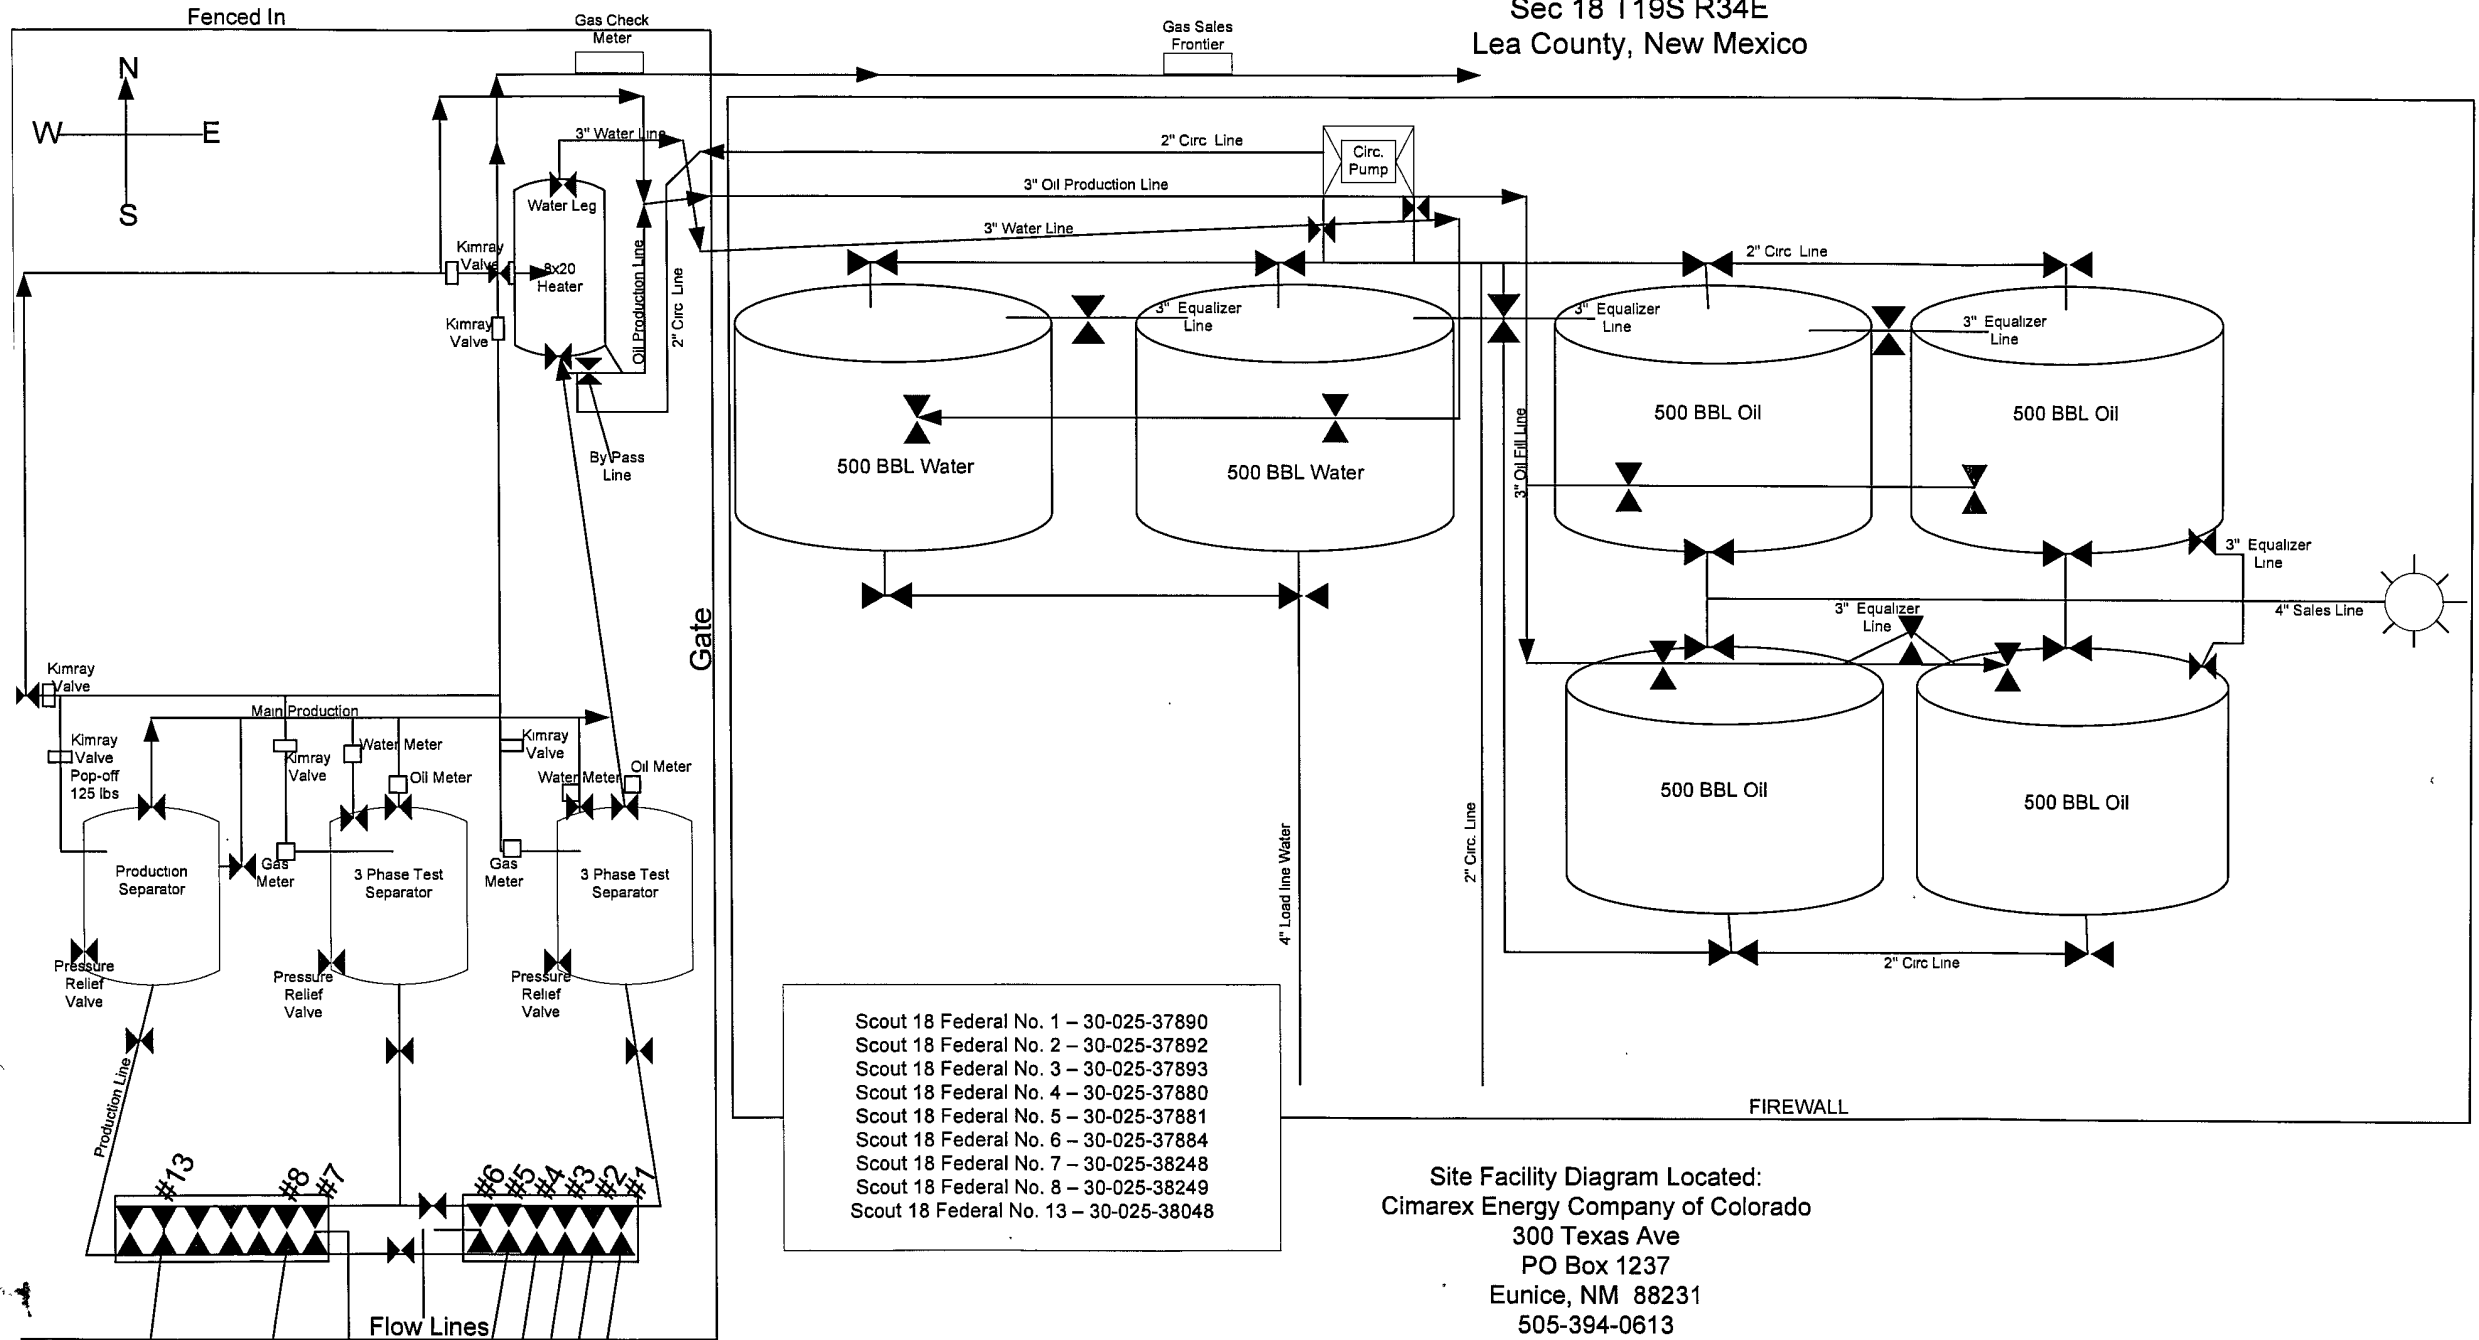 Sec 18 T19S R34E
Lea County, New Mexico
Fenced In
Gas Check
Meter
Gas Sales
Frontier
N
W
E
S
3" Water Line
2" Circ Line
Circ.
Pump
3" Oil Production Line
Water Leg
3" Water Line
Kimray
Valve
8x20
Heater
Kimray
Valve
Oil Production Line
2" Circ Line
2" Circ Line
3" Equalizer
Line
3" Equalizer
Line
3" Equalizer
Line
By Pass
Line
500 BBL Water
500 BBL Water
3" Oil Fill Line
500 BBL Oil
500 BBL Oil
3" Equalizer
Line
4" Sales Line
3" Equalizer
Line
Gate
Kimray
Valve
Main Production
Kimray
Valve
Pop-off
125 lbs
Kimray
Valve
Water Meter
Oil Meter
Kimray
Valve
Water Meter
Oil Meter
500 BBL Oil
500 BBL Oil
Production
Separator
Gas
Meter
3 Phase Test
Separator
Gas
Meter
3 Phase Test
Separator
4" Load line Water
2" Circ. Line
2" Circ Line
Pressure
Relief
Valve
Pressure
Relief
Valve
Pressure
Relief
Valve
Production Line
Scout 18 Federal No. 1 – 30-025-37890
Scout 18 Federal No. 2 – 30-025-37892
Scout 18 Federal No. 3 – 30-025-37893
Scout 18 Federal No. 4 – 30-025-37880
Scout 18 Federal No. 5 – 30-025-37881
Scout 18 Federal No. 6 – 30-025-37884
Scout 18 Federal No. 7 – 30-025-38248
Scout 18 Federal No. 8 – 30-025-38249
Scout 18 Federal No. 13 – 30-025-38048
FIREWALL
#13
#8
#7
#6
#5
#4
#3
#2
#1
Flow Lines
Site Facility Diagram Located:
Cimarex Energy Company of Colorado
300 Texas Ave
PO Box 1237
Eunice, NM 88231
505-394-0613